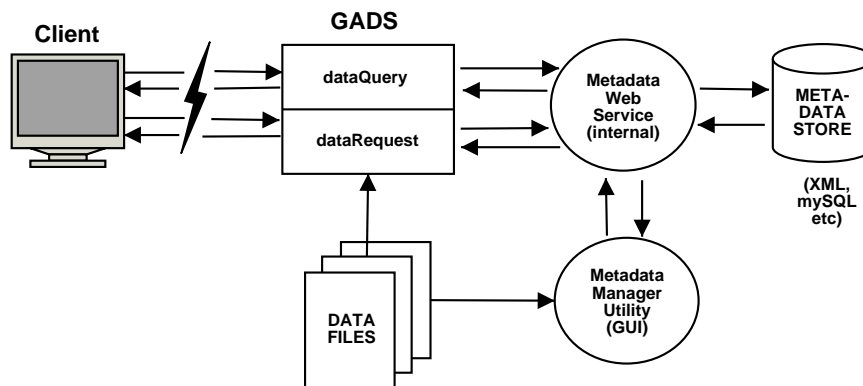 Client
GADS
dataQuery
dataRequest
Metadata
Web
Service
(internal)
META-
DATA
STORE
(XML,
mySQL
etc)
DATA
FILES
Metadata
Manager
Utility
(GUI)